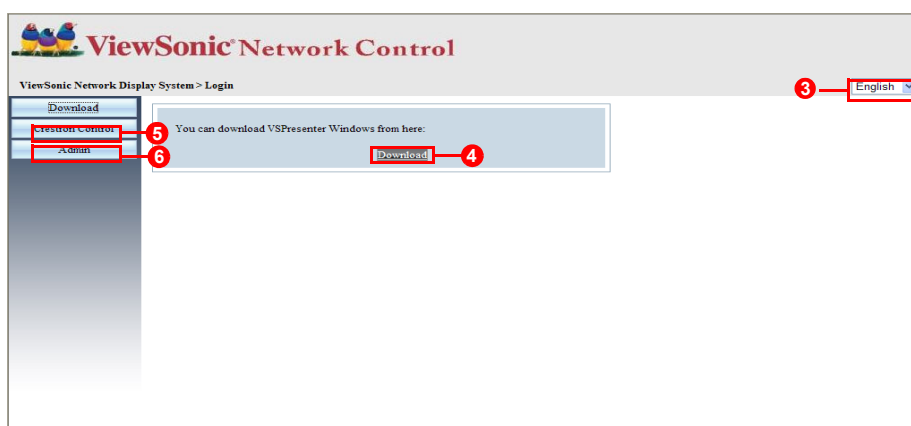 ViewSonic® Network Control
ViewSonic Network Display System > Login
3
English
Download
Crestron Control
5
Admin
6
You can download VSPresenter Windows from here:
Download
4